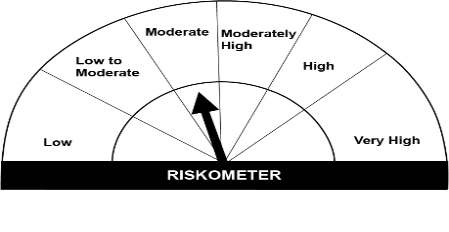 Low
Low to
Moderate
Moderate
Moderately
High
High
Very High
RISKOMETER